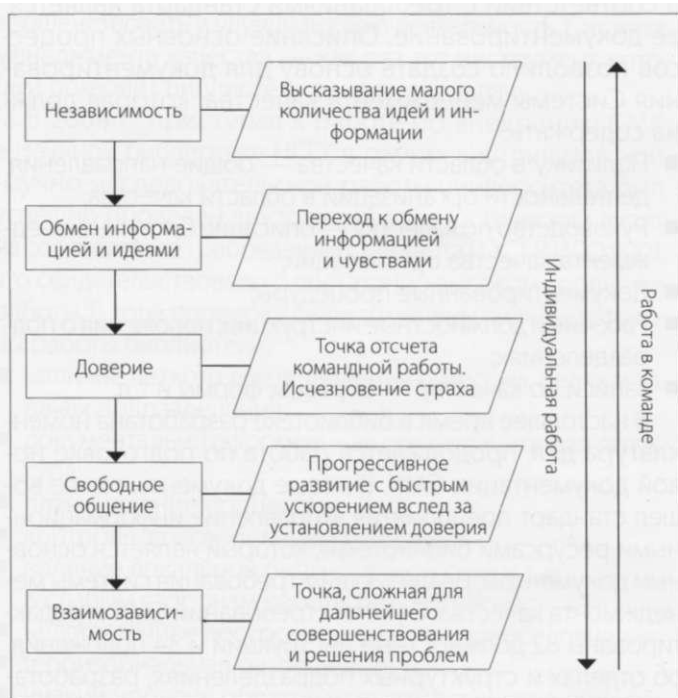 Независимость
Высказывание малого
количества идей и ин-
формации
Обмен информа-
цией и идеями
Переход к обмену
информацией
и чувствами
Доверие
Точка отсчета
командной работы.
Исчезновение страха
Свободное
общение
Прогрессивное
развитие с быстрым
ускорением вслед за
установлением доверия
Взаимозависи-
мость
Точка, сложная для
дальнейшего
совершенствования
и решения проблем
Индивидуальная работа
Работа в команде